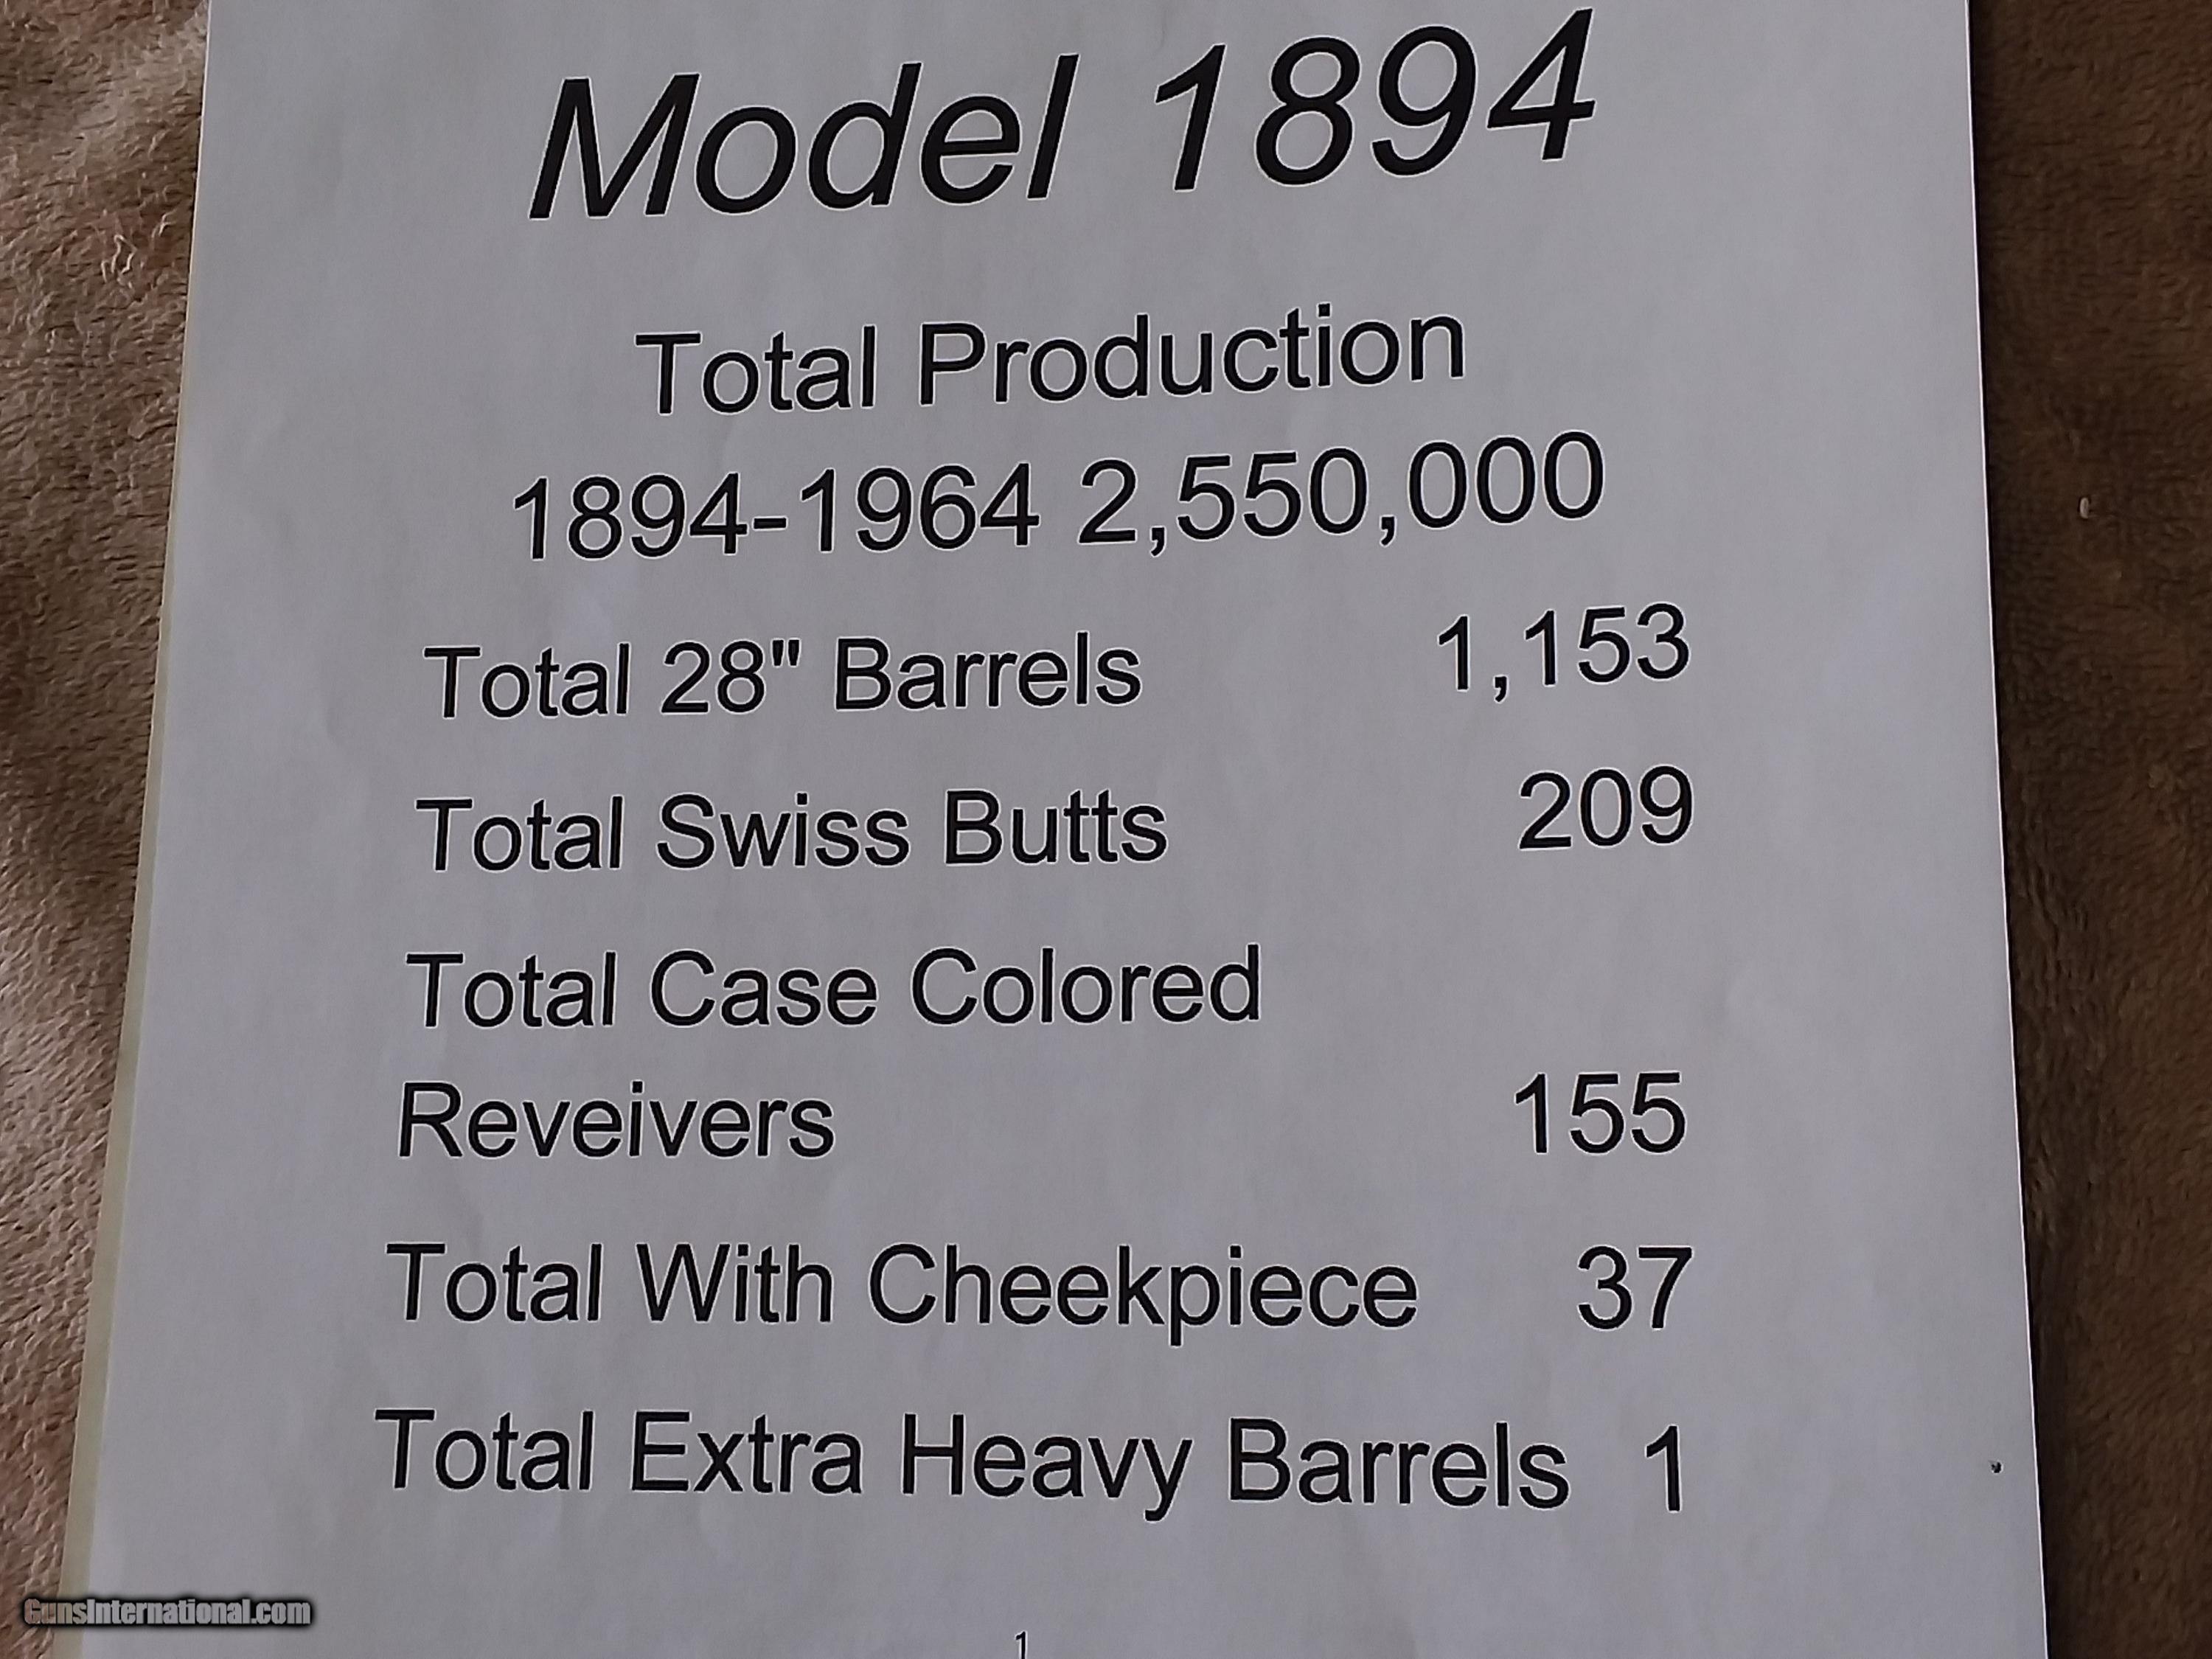 Model 1894
Total Production
1894-1964 2,550,000
Total 28" Barrels 1,153
Total Swiss Butts 209
Total Case Colored
Reveivers 155
Total With Cheekpiece 37
Total Extra Heavy Barrels 1
GunsInternational.com
1